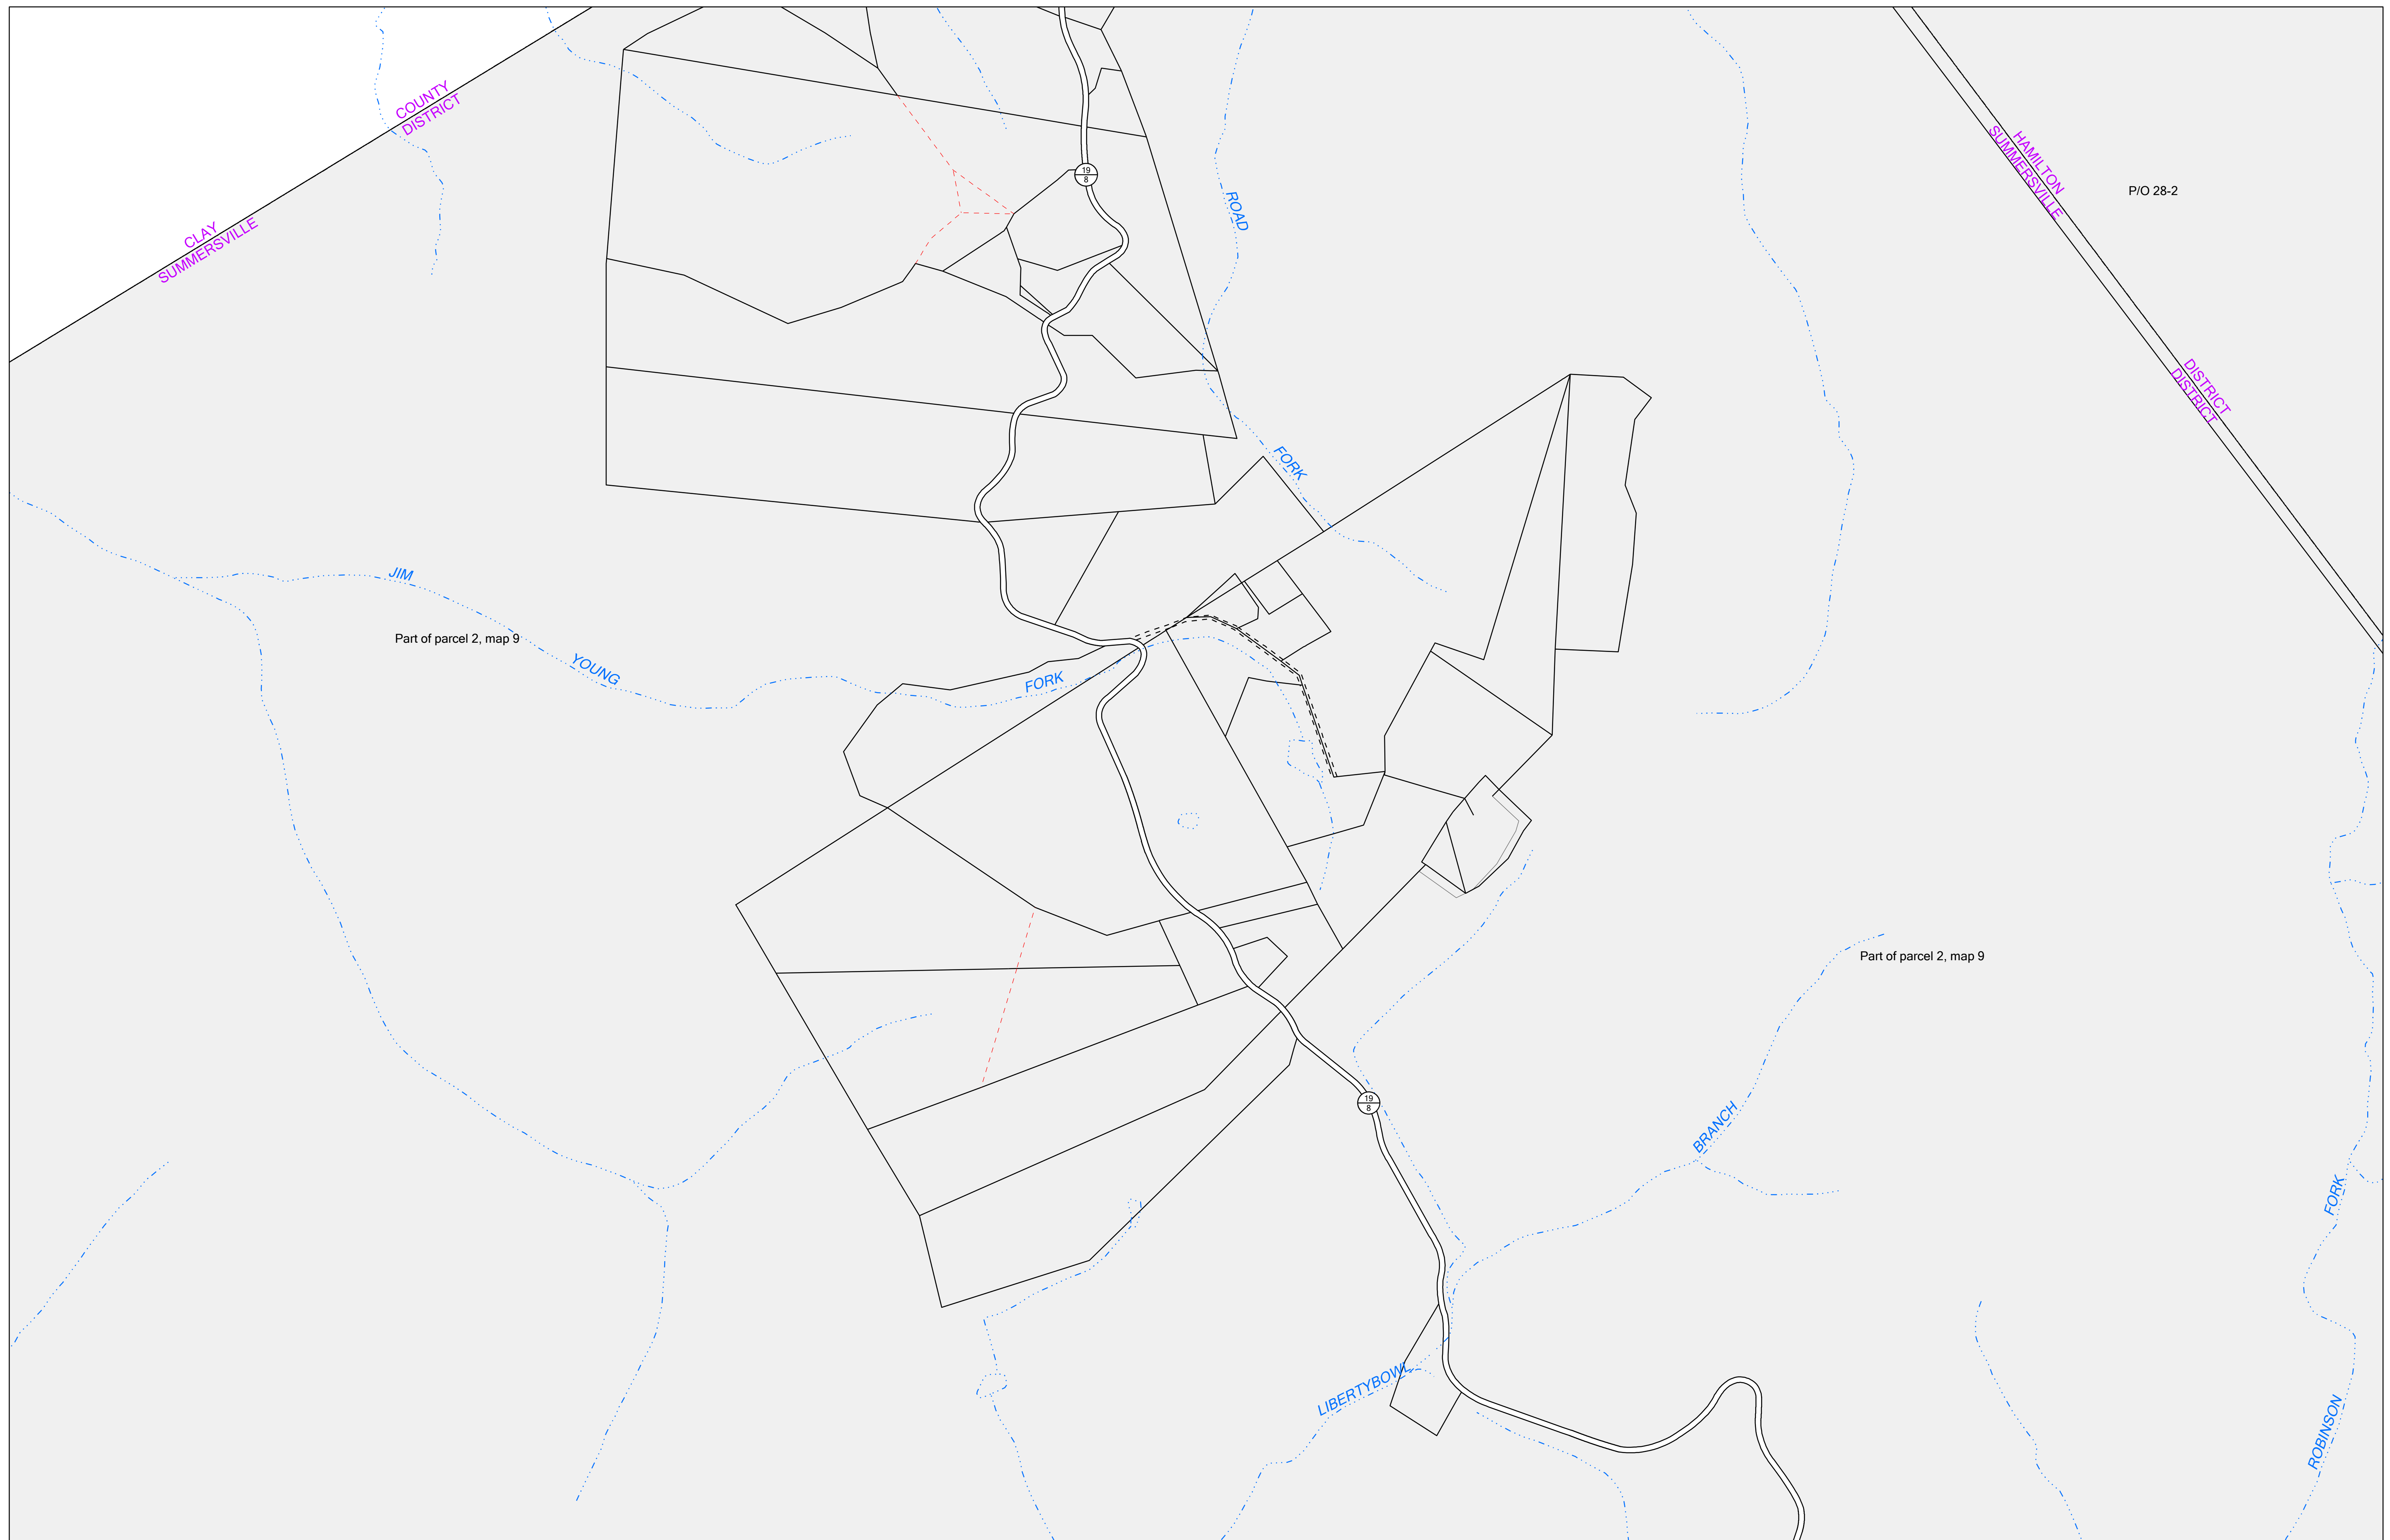 COUNTY
DISTRICT
CLAY
SUMMERSVILLE
HAMILTON
SUMMERSVILLE
P/O 28-2
19
8
ROAD
DISTRICT
DISTRICT
FORK
JIM
Part of parcel 2, map 9
YOUNG
FORK
Part of parcel 2, map 9
19
8
BRANCH
FORK
LIBERTYBOWL
ROBINSON